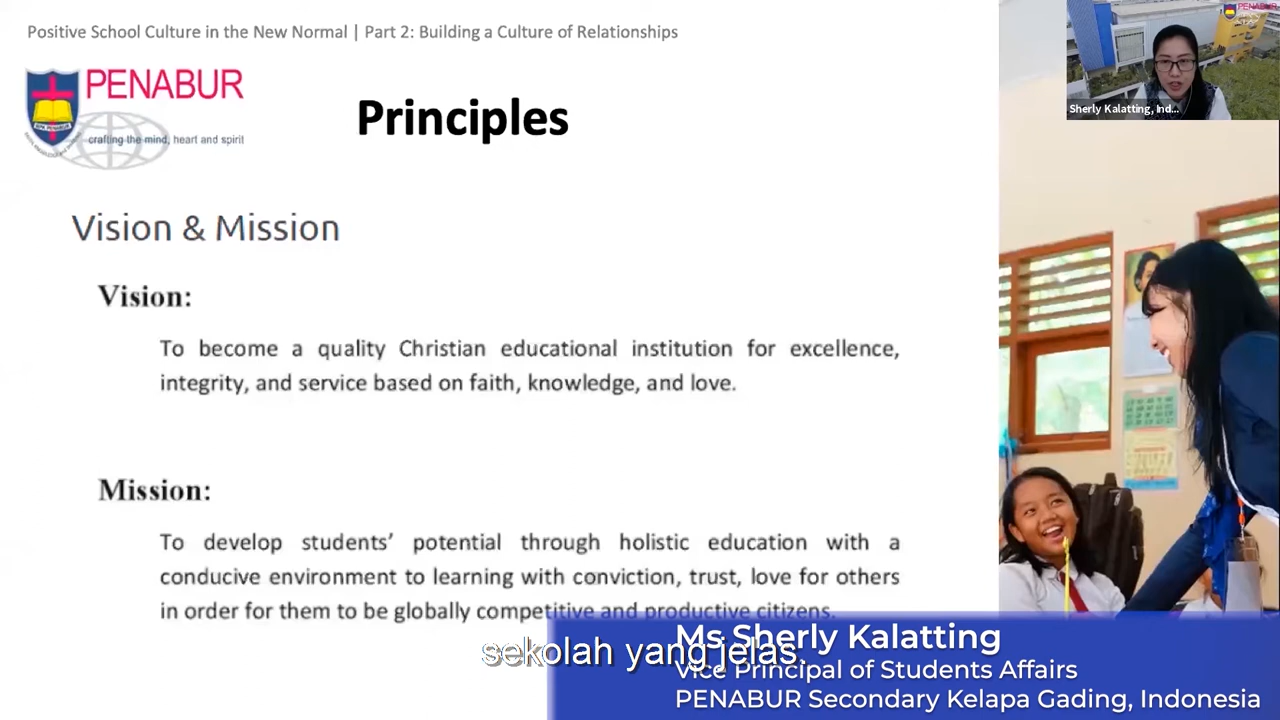 Positive School Culture in the New Normal | Part 2: Building a Culture of Relationships
PENABUR
crafting the mind, heart and spirit
Principles
PENABUR
Sherly Kalatting, Ind...
Vision & Mission
Vision:
To become a quality Christian educational institution for excellence,
integrity, and service based on faith, knowledge, and love.
Mission:
To develop students’ potential through holistic education with a
conducive environment to learning with conviction, trust, love for others
in order for them to be globally competitive and productive citizens.
Ms Sherly Kalatting
sekolah yang jelas.
Vice Principal of Students Affairs
PENABUR Secondary Kelapa Gading, Indonesia